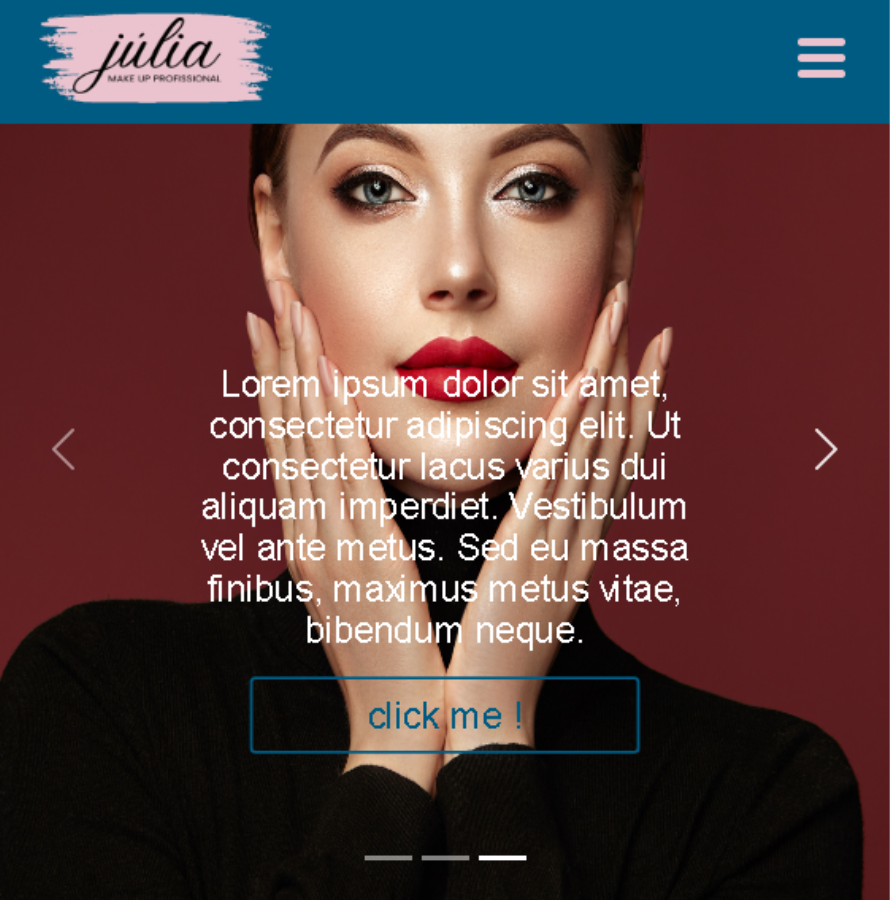 júlia
MAKE UP PROFISSIONAL
Lorem ipsum dolor sit amet,
consectetur adipiscing elit. Ut
consectetur lacus varius dui
aliquam imperdiet. Vestibulum
vel ante metus. Sed eu massa
finibus, maximus metus vitae,
bibendum neque.
click me !